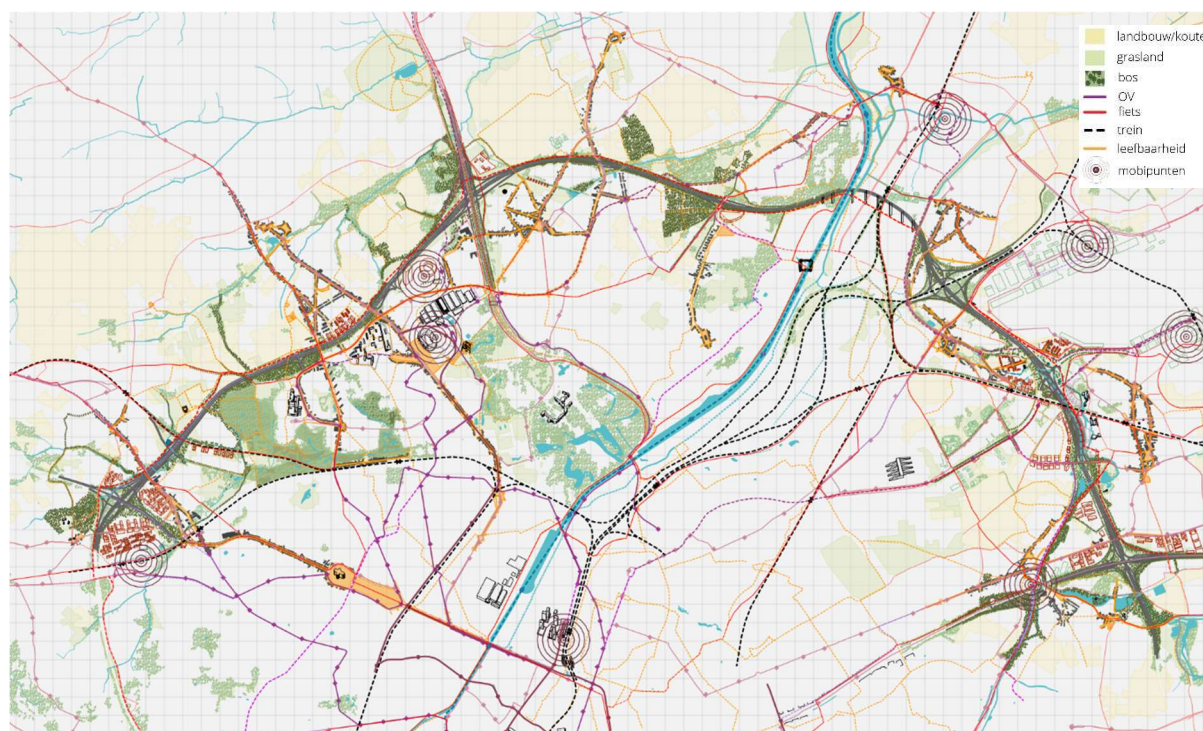 landbouw/koute
grasland
bos
OV
fiets
trein
leefbaarheid
mobipunten